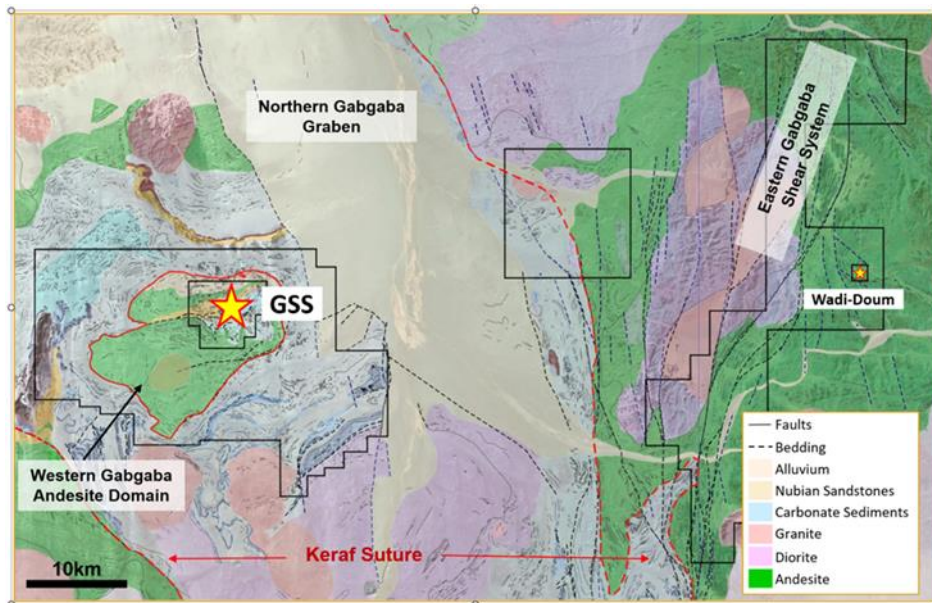 Northern Gabgaba
Graben
Eastern Gabgaba
Shear System
GSS
Wadi-Doum
Western Gabgaba
Andesite Domain
Keraf Suture
10km
Faults
Bedding
Alluvium
Nubian Sandstones
Carbonate Sediments
Granite
Diorite
Andesite